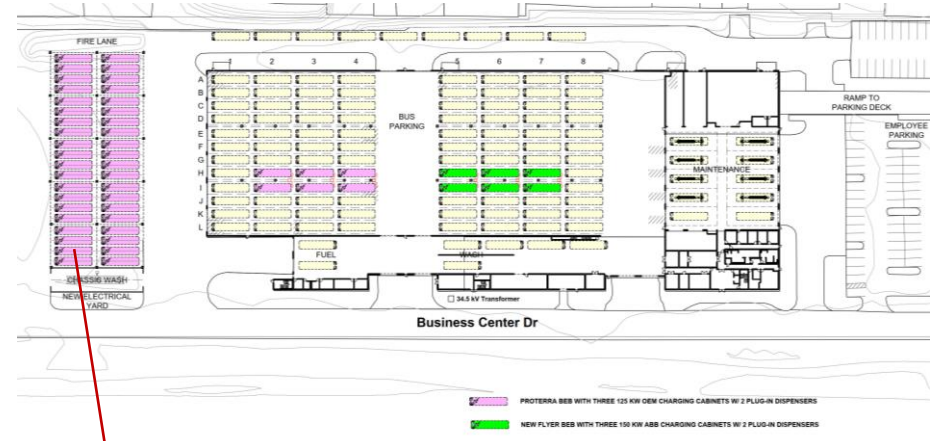 FIRE LANE
1 2 3 4 5 6 7 8
A
B
C
D
E
F
G
H
I
J
K
L
BUS
PARKING
RAMP TO
PARKING DECK
EMPLOYEE
PARKING
MAINTENANCE
FUEL
WASH
CHASSIS WASH
NEW ELECTRICAL
YARD
34.5 kV Transformer
Business Center Dr
PROTERRA BEB WITH THREE 125 KW OEM CHARGING CABINETS W/ 2 PLUG-IN DISPENSERS
NEW FLYER BEB WITH THREE 150 KW ABB CHARGING CABINETS W/ 2 PLUG-IN DISPENSERS